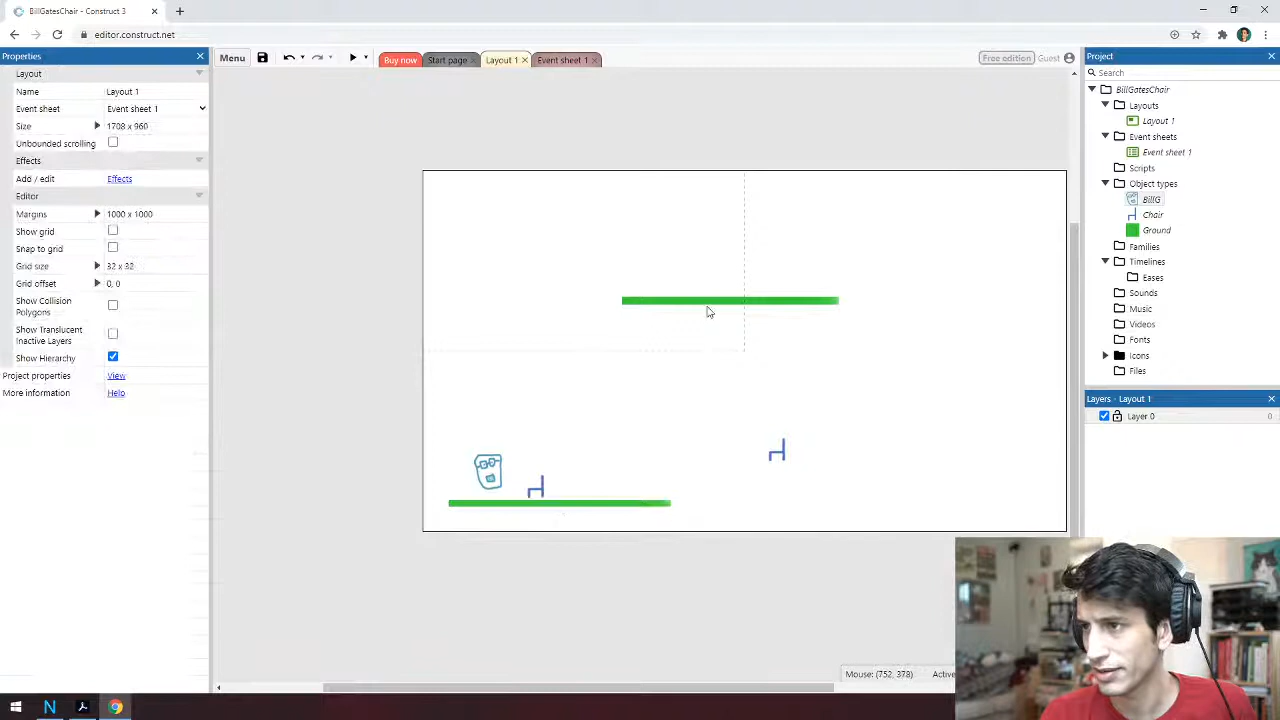 BillGatesChair - Construct 3
editor.construct.net
Properties
Layout
Name Layout 1
Event sheet Event sheet 1
Size 1708 x 960
Unbounded scrolling
Effects
Add / edit Effects
Editor
Margins 1000 x 1000
Show grid
Snap to grid
Grid size 32 x 32
Grid offset 0, 0
Show Collision
Polygons
Show Translucent
Inactive Layers
Show Hierarchy
Project properties View
More information Help
Menu
Buy now
Start page
Layout 1
Event sheet 1
Free edition
Guest
Mouse: (752, 378)
Project
Search
BillGatesChair
Layouts
Layout 1
Event sheets
Event sheet 1
Scripts
Object types
BillG
Chair
Ground
Families
Timelines
Eases
Sounds
Music
Videos
Fonts
Icons
Files
Layers - Layout 1
Layer 0 0